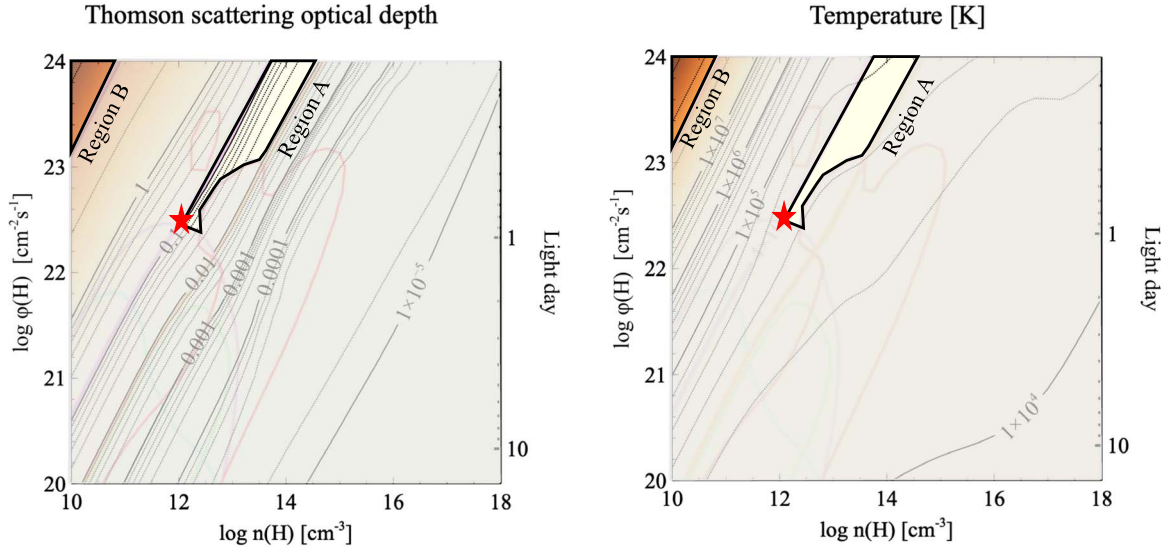 Thomson scattering optical depth
24
23
22
21
20
log φ(H) [cm⁻²s⁻¹]
Region B
Region A
1
0.1
0.01
0.001
0.0001
0.001
1×10⁻⁵
1
10
Light day
10
12
14
16
18
log n(H) [cm⁻³]
Temperature [K]
24
23
22
21
20
log φ(H) [cm⁻²s⁻¹]
Region B
Region A
1×10⁷
1×10⁶
1×10⁵
1×10⁴
1
10
Light day
10
12
14
16
18
log n(H) [cm⁻³]